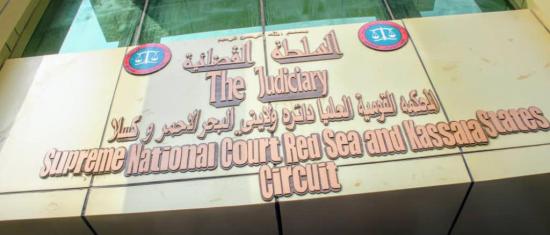 السلطة القضائية
The Judiciary
المحكمة القومية العليا دائرة ولايتي البحر الاحمر وكسلا
Supreme National Court Red Sea and Kassala States
Circuit